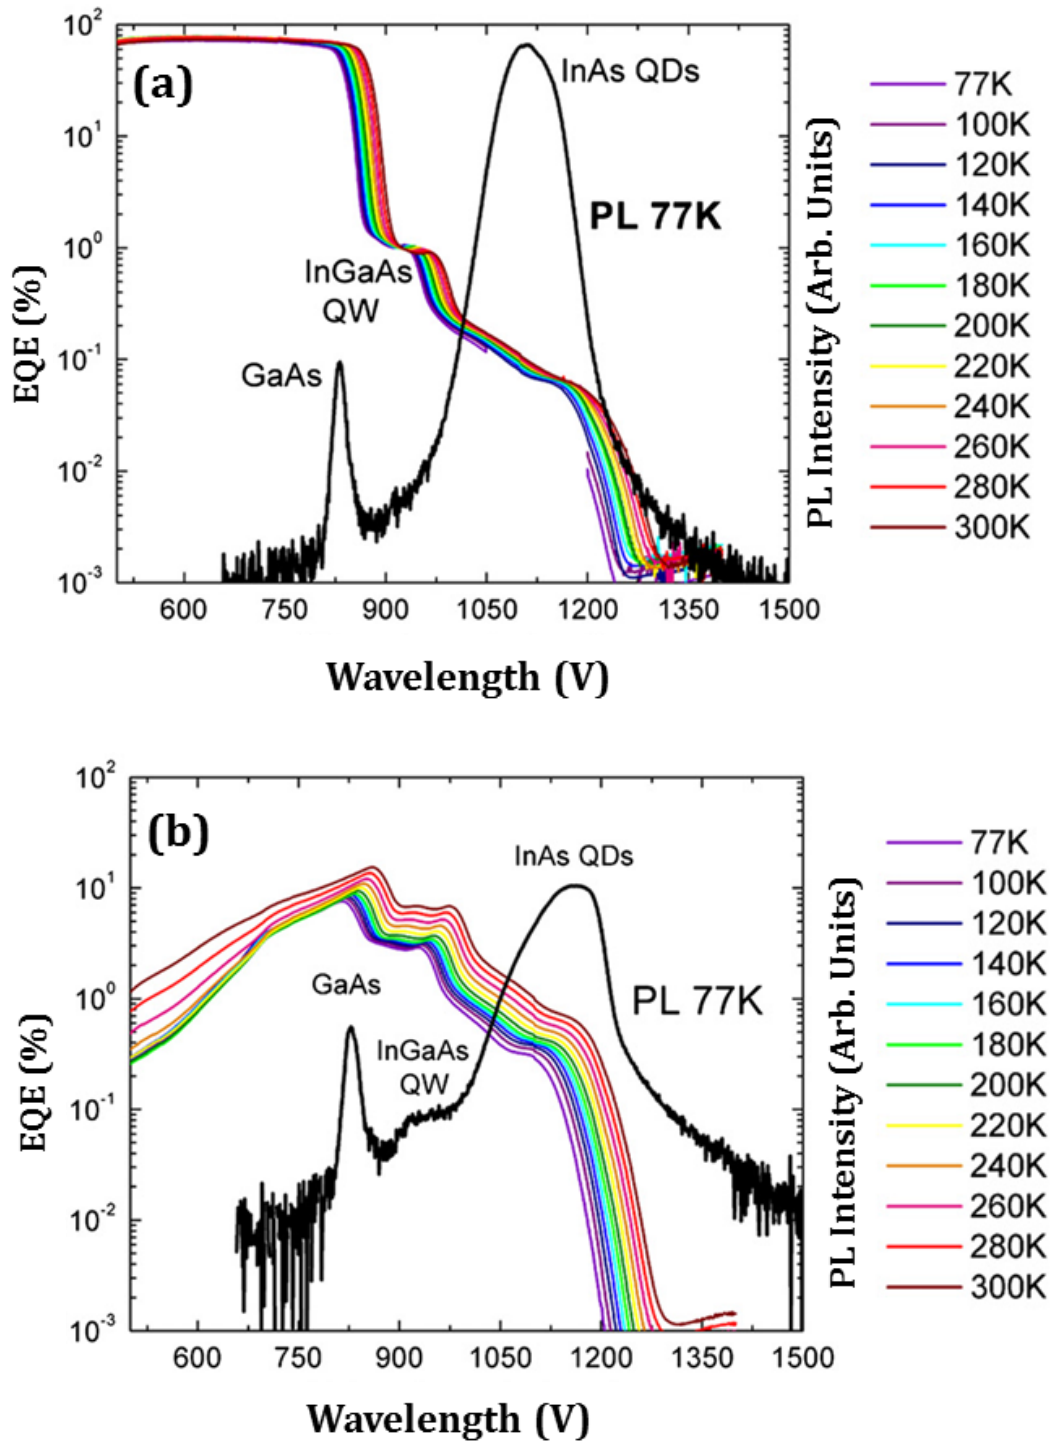 (a)
InAs QDs
PL 77K
InGaAs
QW
GaAs
EQE (%)
10²
10¹
10⁰
10⁻¹
10⁻²
10⁻³
600 750 900 1050 1200 1350 1500
Wavelength (V)
PL Intensity (Arb. Units)
77K
100K
120K
140K
160K
180K
200K
220K
240K
260K
280K
300K
(b)
InAs QDs
GaAs
PL 77K
InGaAs
QW
EQE (%)
10²
10¹
10⁰
10⁻¹
10⁻²
10⁻³
600 750 900 1050 1200 1350 1500
Wavelength (V)
PL Intensity (Arb. Units)
77K
100K
120K
140K
160K
180K
200K
220K
240K
260K
280K
300K